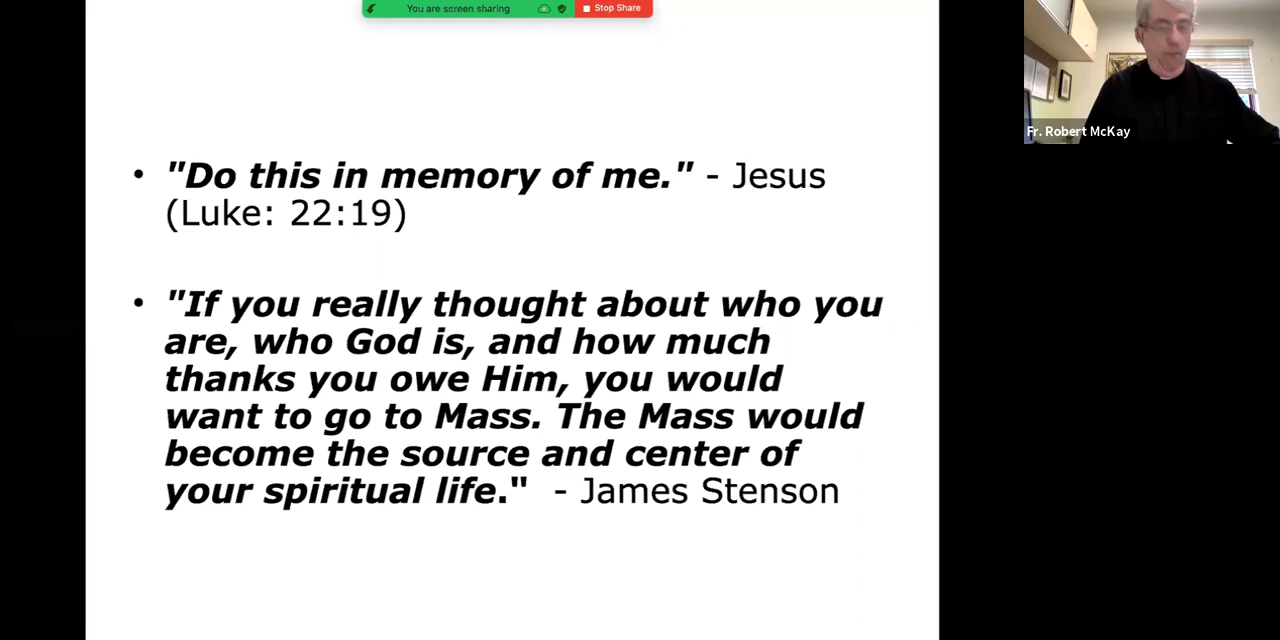 You are screen sharing
Stop Share
Fr. Robert McKay
• "Do this in memory of me." - Jesus
(Luke: 22:19)
• "If you really thought about who you
are, who God is, and how much
thanks you owe Him, you would
want to go to Mass. The Mass would
become the source and center of
your spiritual life."  - James Stenson